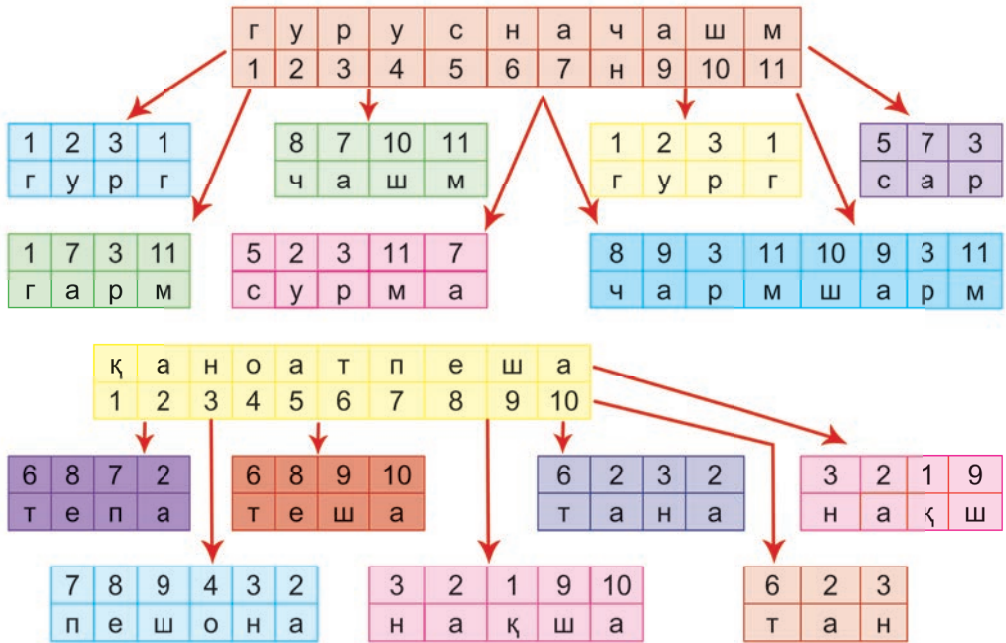 г у р у с н а ч а ш м
1 2 3 4 5 6 7 н 9 10 11
1 2 3 1
г у р г
8 7 10 11
ч а ш м
1 2 3 1
г у р г
5 7 3
с а р
1 7 3 11
г а р м
5 2 3 11 7
с у р м а
8 9 3 11 10 9 3 11
ч а р м ш а р м
қ а н о а т п е ш а
1 2 3 4 5 6 7 8 9 10
6 8 7 2
т е п а
6 8 9 10
т е ш а
6 2 3 2
т а н а
3 2 1 9
н а қ ш
7 8 9 4 3 2
п е ш о н а
3 2 1 9 10
н а қ ш а
6 2 3
т а н